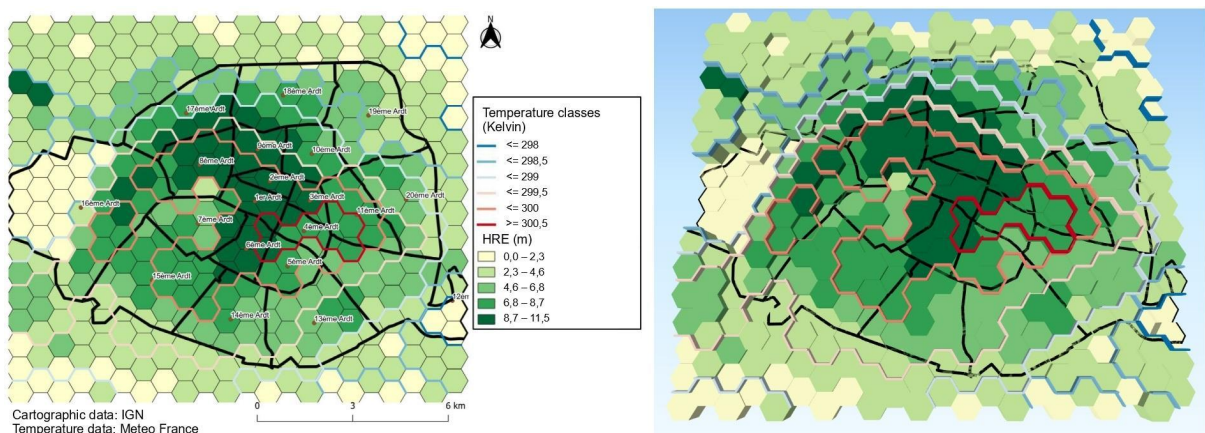 N
18ème Ardt
17ème Ardt
19ème Ardt
9ème Ardt
10ème Ardt
8ème Ardt
2ème Ardt
1er Ardt
3ème Ardt
20ème Ardt
16ème Ardt
11ème Ardt
7ème Ardt
4ème Ardt
6ème Ardt
5ème Ardt
15ème Ardt
12èm
14ème Ardt
13ème Ardt
Temperature classes
(Kelvin)
<= 298
<= 298,5
<= 299
<= 299,5
<= 300
>= 300,5
HRE (m)
0,0 – 2,3
2,3 – 4,6
4,6 – 6,8
6,8 – 8,7
8,7 – 11,5
Cartographic data: IGN
Temperature data: Meteo France
0 3 6 km